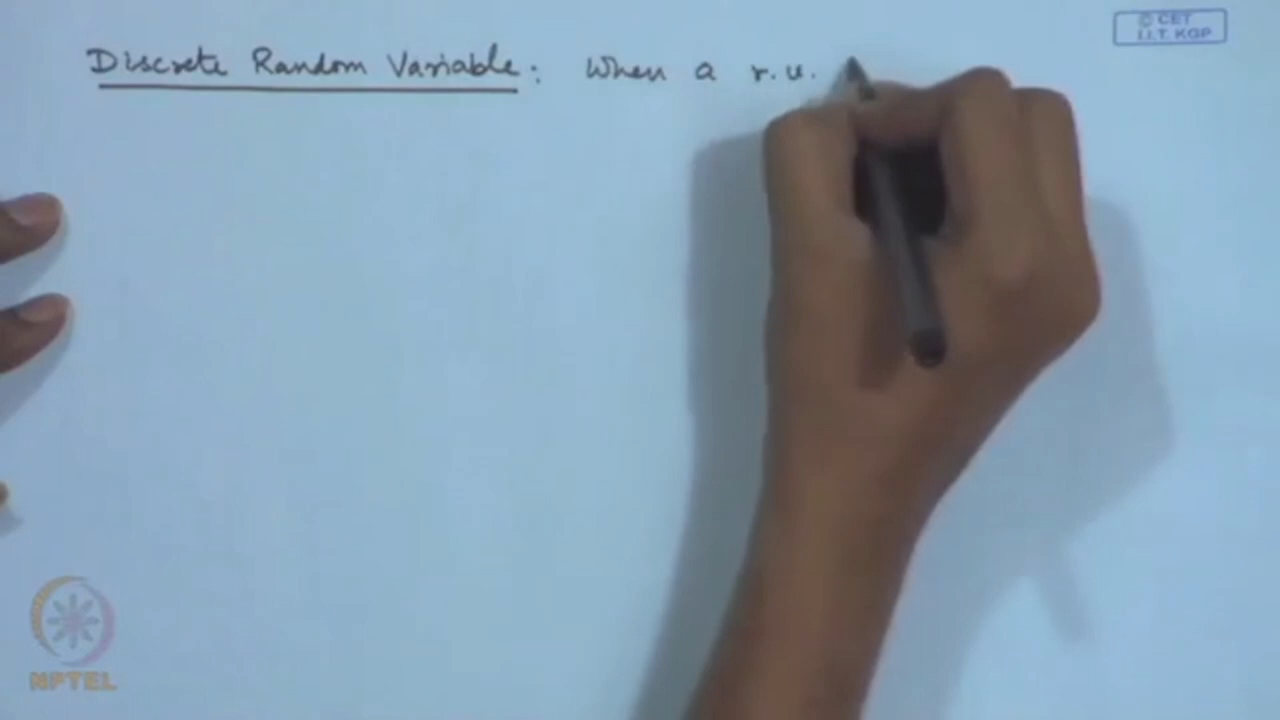 © CET
I.I.T. KGP
Discrete Random Variable: When a r.v.
NPTEL